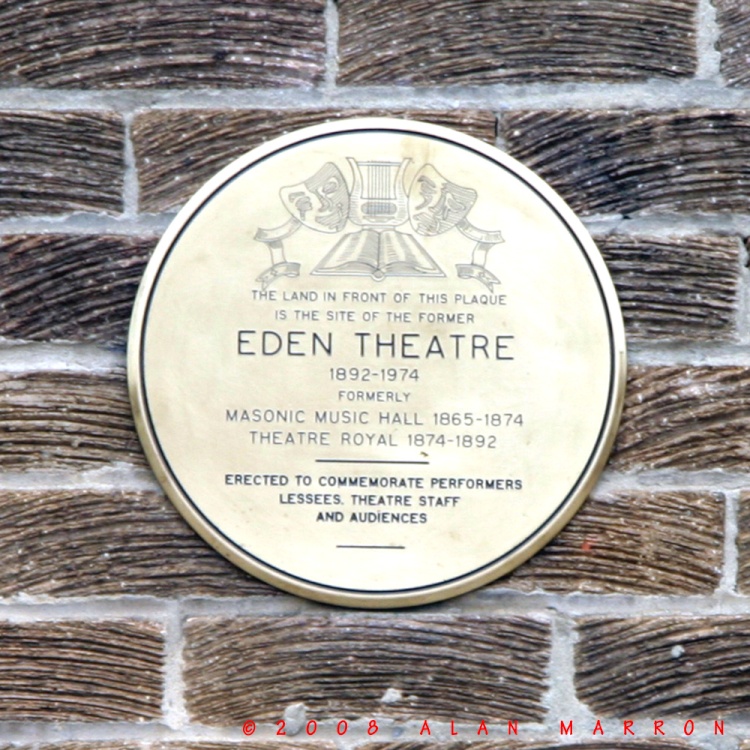 THE LAND IN FRONT OF THIS PLAQUE
IS THE SITE OF THE FORMER
EDEN THEATRE
1892-1974
FORMERLY
MASONIC MUSIC HALL 1865-1874
THEATRE ROYAL 1874-1892
ERECTED TO COMMEMORATE PERFORMERS
LESSEES, THEATRE STAFF
AND AUDIENCES
© 2008 ALAN MARRON